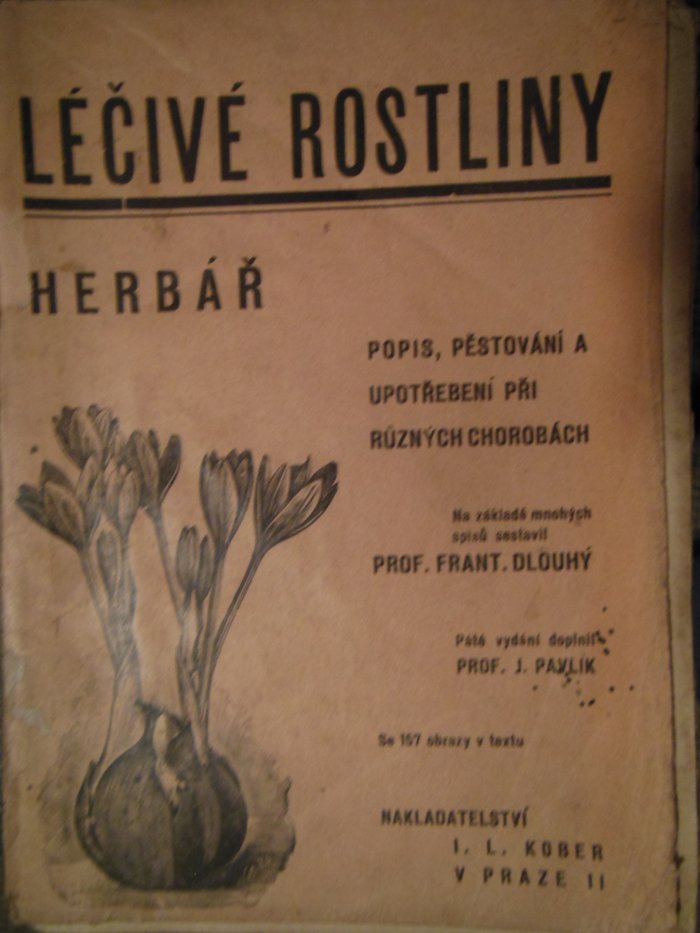 LÉČIVÉ ROSTLINY
HERBÁŘ
POPIS, PĚSTOVÁNÍ A
UPOTŘEBENÍ PŘI
RŮZNÝCH CHOROBÁCH
Na základě mnohých
spisů sestavil
PROF. FRANT. DLOUHÝ
Páté vydání doplnil
PROF. J. PAVLÍK
Se 157 obrazy v textu
NAKLADATELSTVÍ
I. L. KOBER
V PRAZE II